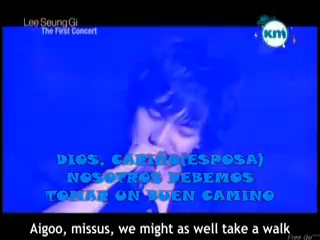 Lee Seung Gi
The First Concert
km
DIOS, CARIÑO(ESPOSA)
NOSOTROS DEBEMOS
TOMAR UN BUEN CAMINO
Aigoo, missus, we might as well take a walk